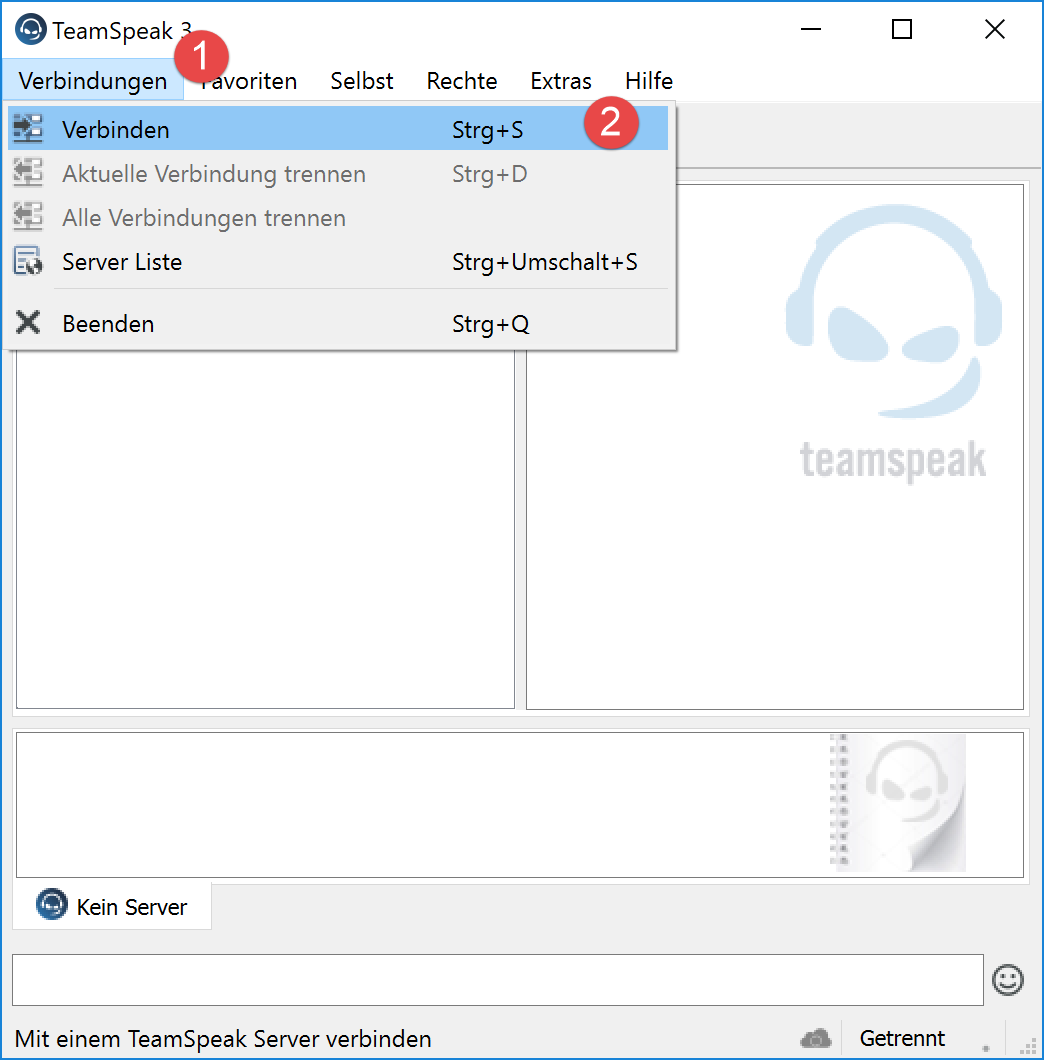 TeamSpeak 3
1
Verbindungen Favoriten Selbst Rechte Extras Hilfe
2
Verbinden Strg+S
Aktuelle Verbindung trennen Strg+D
Alle Verbindungen trennen
Server Liste Strg+Umschalt+S
Beenden Strg+Q
teamspeak
Kein Server
Mit einem TeamSpeak Server verbinden Getrennt